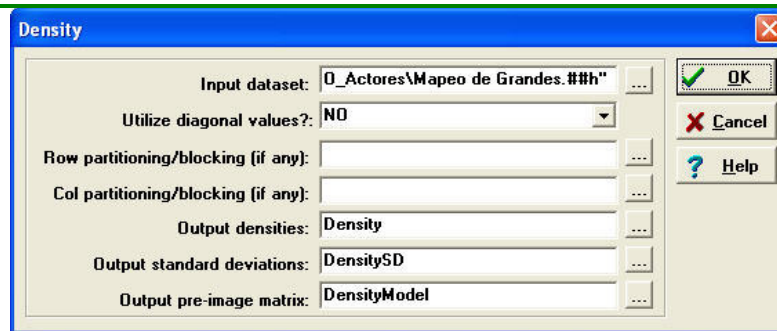 Density
Input dataset: O_Actores\Mapeo de Grandes.##h" ...
Utilize diagonal values?: NO
Row partitioning/blocking (if any): ...
Col partitioning/blocking (if any): ...
Output densities: Density ...
Output standard deviations: DensitySD ...
Output pre-image matrix: DensityModel ...
OK
Cancel
? Help